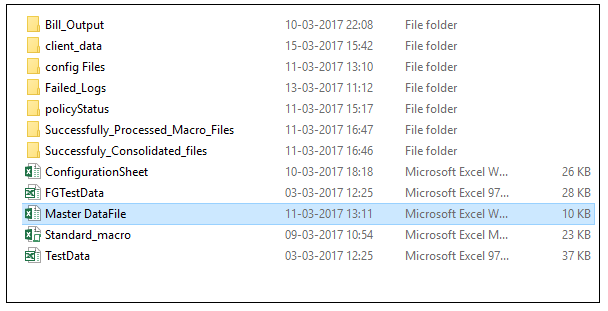 Bill_Output 10-03-2017 22:08 File folder
client_data 15-03-2017 15:42 File folder
config Files 11-03-2017 13:10 File folder
Failed_Logs 13-03-2017 11:12 File folder
policyStatus 11-03-2017 15:17 File folder
Successfully_Processed_Macro_Files 11-03-2017 16:47 File folder
Successfuly_Consolidated_files 11-03-2017 16:46 File folder
ConfigurationSheet 10-03-2017 18:18 Microsoft Excel W... 26 KB
FGTestData 03-03-2017 12:25 Microsoft Excel 97... 28 KB
Master DataFile 11-03-2017 13:11 Microsoft Excel W... 10 KB
Standard_macro 09-03-2017 10:54 Microsoft Excel M... 23 KB
TestData 03-03-2017 12:25 Microsoft Excel 97... 37 KB